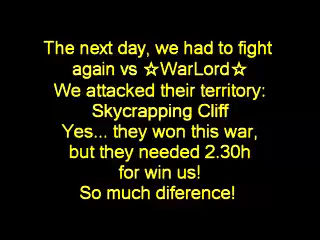 The next day, we had to fight
again vs ☆WarLord☆
We attacked their territory:
Skycrapping Cliff
Yes... they won this war,
but they needed 2.30h
for win us!
So much diference!